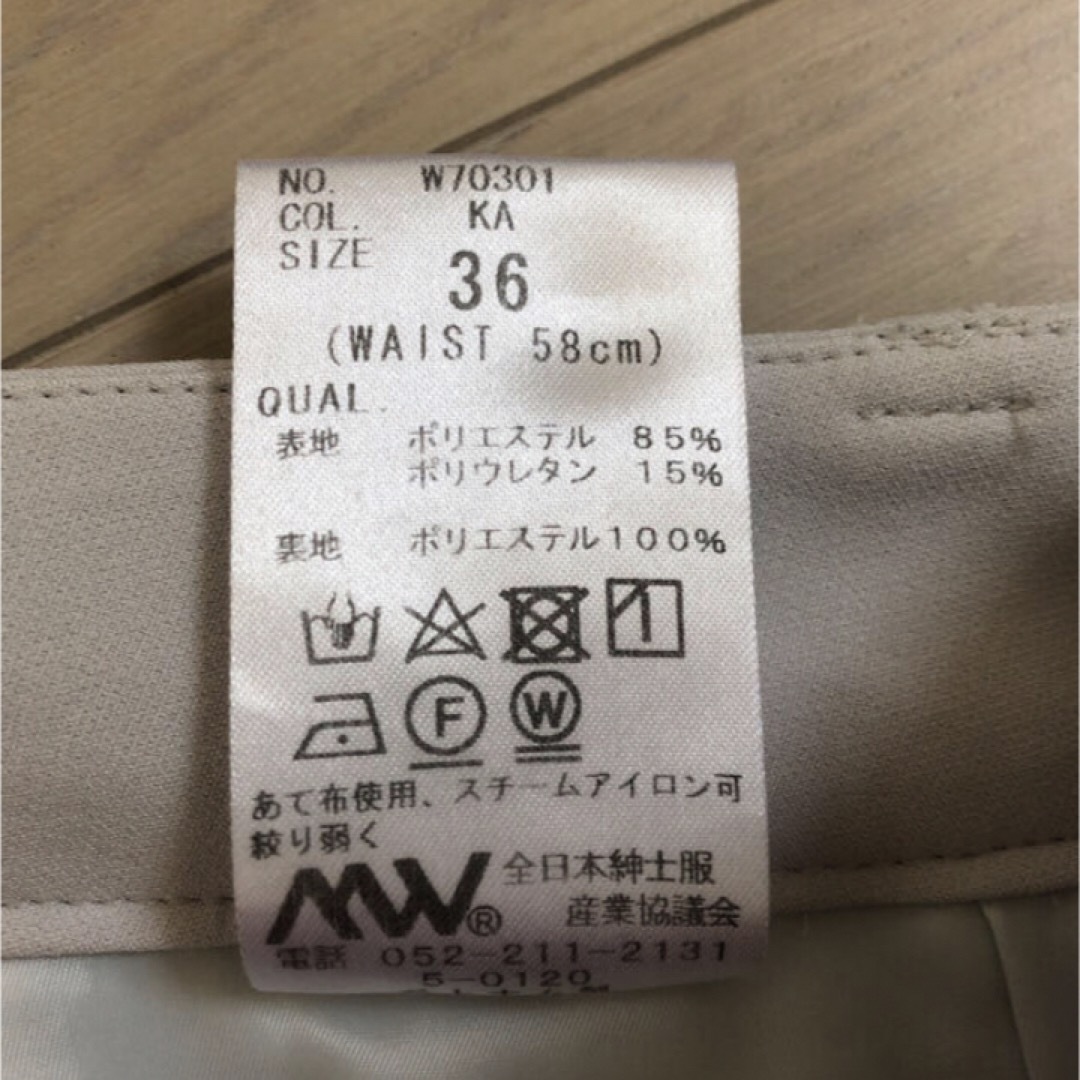 NO. W70301
COL. KA
SIZE 36
(WAIST 58cm)
QUAL.
表地 ポリエステル 85%
ポリウレタン 15%
裏地 ポリエステル100%
F W
あて布使用、スチームアイロン可
絞り弱く
MW® 全日本紳士服
産業協議会
電話 052-211-2131
5-0120